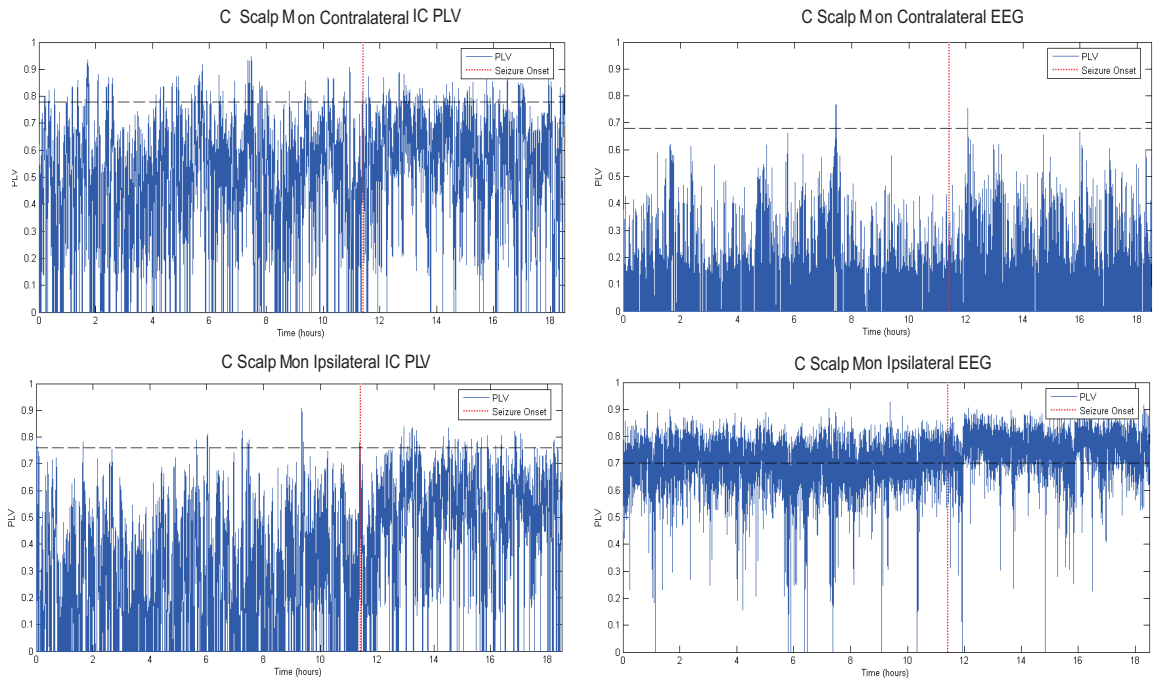 C Scalp M on Contralateral IC PLV
PLV
Seizure Onset
1
0.9
0.8
0.7
0.6
0.5
0.4
0.3
0.2
0.1
0
PLV
0 2 4 6 8 10 12 14 16 18
Time (hours)
C Scalp M on Contralateral EEG
PLV
Seizure Onset
1
0.9
0.8
0.7
0.6
0.5
0.4
0.3
0.2
0.1
0
PLV
0 2 4 6 8 10 12 14 16 18
Time (hours)
C Scalp Mon Ipsilateral IC PLV
PLV
Seizure Onset
1
0.9
0.8
0.7
0.6
0.5
0.4
0.3
0.2
0.1
0
PLV
0 2 4 6 8 10 12 14 16 18
Time (hours)
C Scalp Mon Ipsilateral EEG
PLV
Seizure Onset
1
0.9
0.8
0.7
0.6
0.5
0.4
0.3
0.2
0.1
0
PLV
0 2 4 6 8 10 12 14 16 18
Time (hours)